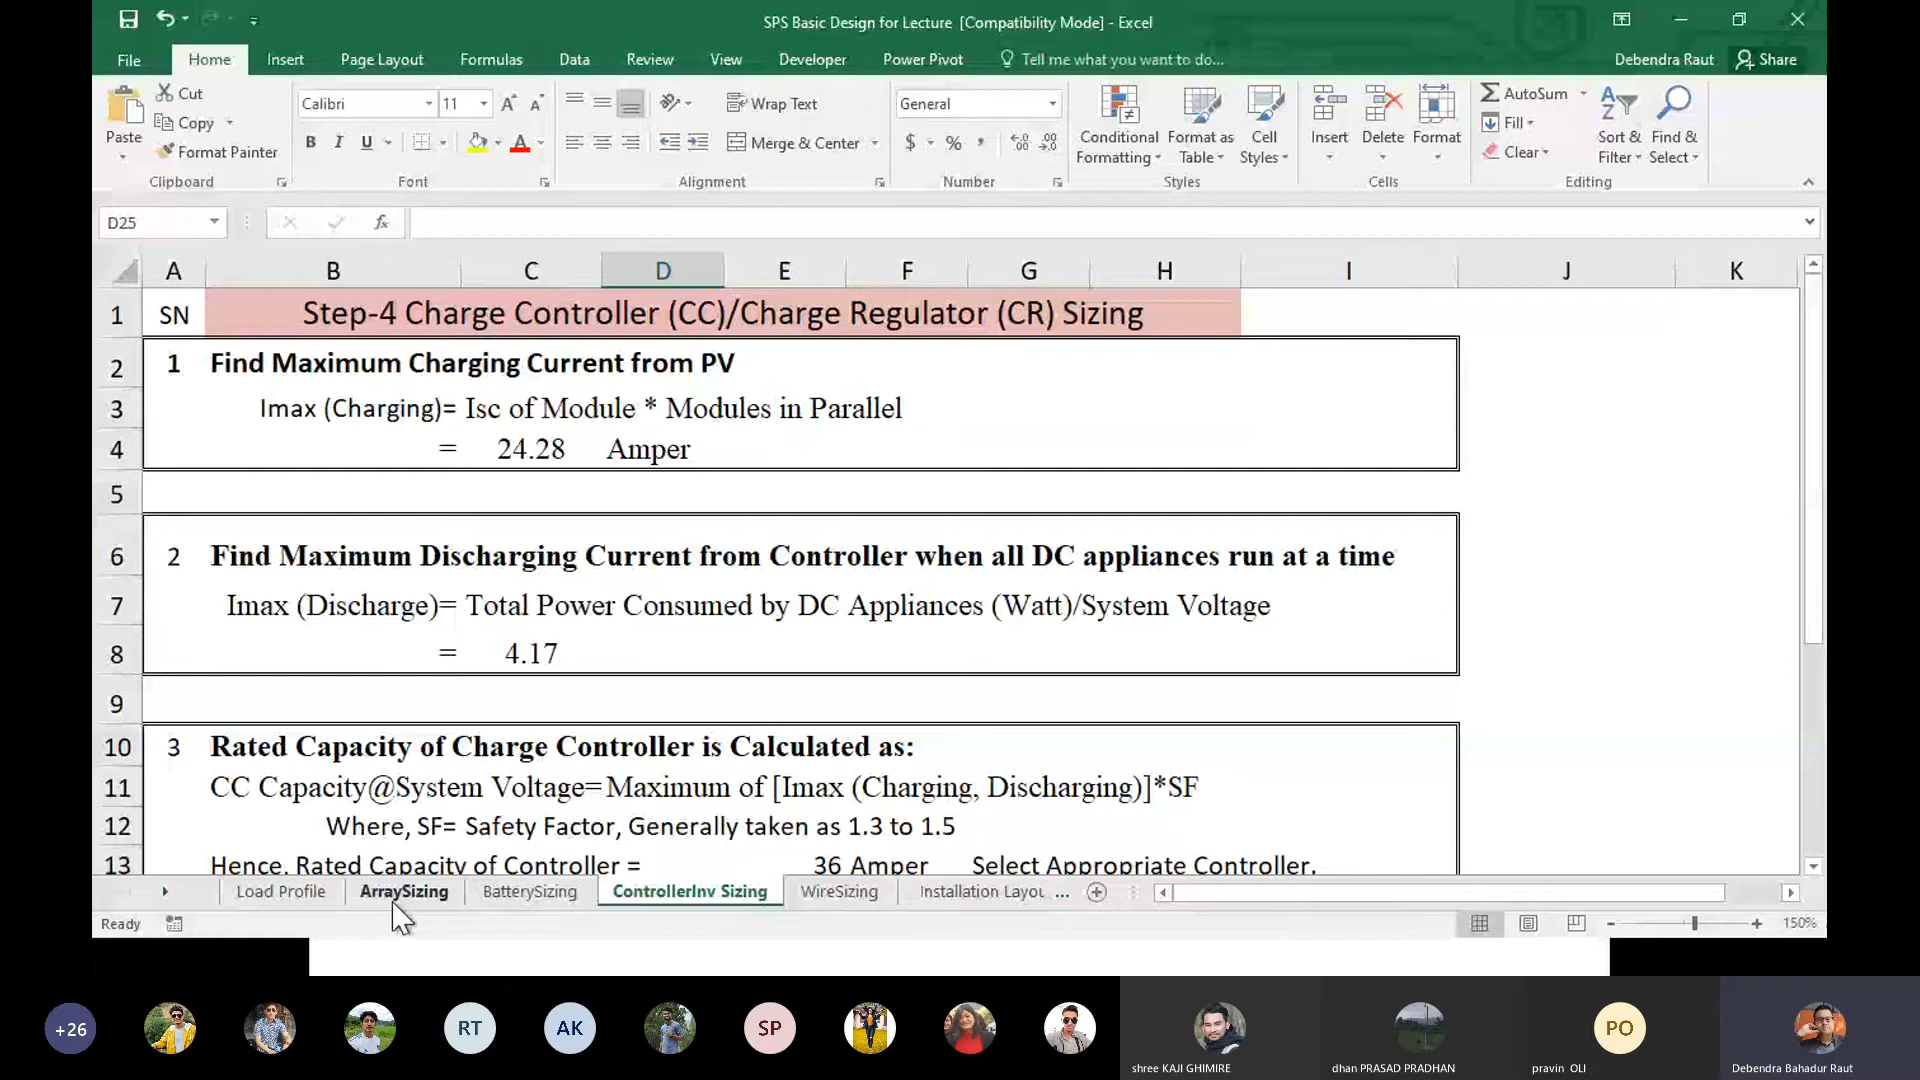 SPS Basic Design for Lecture [Compatibility Mode] - Excel
File Home Insert Page Layout Formulas Data Review View Developer Power Pivot Tell me what you want to do... Debendra Raut Share
Paste
Cut
Copy
Format Painter
Clipboard
Calibri 11
B I U
Font
Wrap Text
Merge & Center
Alignment
General
$ % ,
Number
Conditional Formatting
Format as Table
Cell Styles
Styles
Insert Delete Format
Cells
AutoSum
Fill
Clear
Sort & Filter
Find & Select
Editing
D25 fx
A B C D E F G H I J K
1 SN Step-4 Charge Controller (CC)/Charge Regulator (CR) Sizing
2 1 Find Maximum Charging Current from PV
3 Imax (Charging)= Isc of Module * Modules in Parallel
4 = 24.28 Amper
5
6 2 Find Maximum Discharging Current from Controller when all DC appliances run at a time
7 Imax (Discharge)= Total Power Consumed by DC Appliances (Watt)/System Voltage
8 = 4.17
9
10 3 Rated Capacity of Charge Controller is Calculated as:
11 CC Capacity@System Voltage= Maximum of [Imax (Charging, Discharging)]*SF
12 Where, SF= Safety Factor, Generally taken as 1.3 to 1.5
13 Hence, Rated Capacity of Controller = 36 Amper Select Appropriate Controller.
Load Profile ArraySizing BatterySizing ControllerInv Sizing WireSizing Installation Layou ...
Ready 150%
+26 RT AK SP PO
shree KAJI GHIMIRE dhan PRASAD PRADHAN pravin OLI Debendra Bahadur Raut